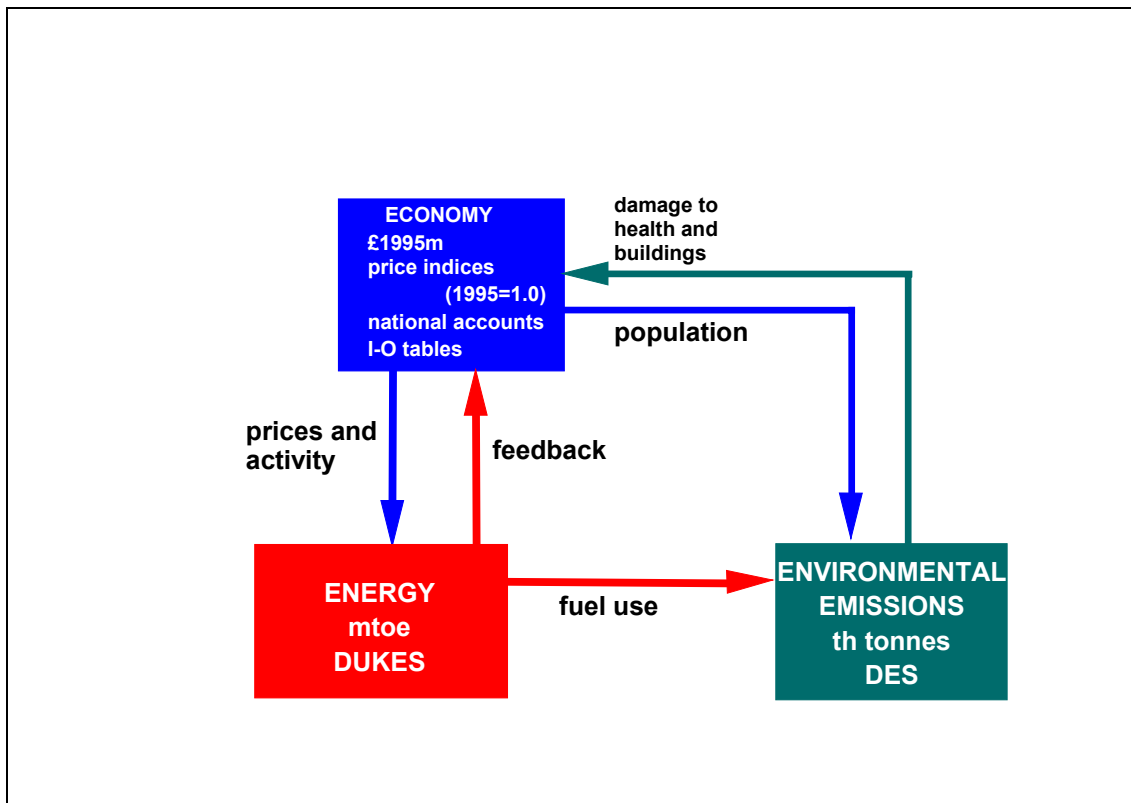 ECONOMY
£1995m
price indices
(1995=1.0)
national accounts
I-O tables
damage to
health and
buildings
population
prices and
activity
feedback
ENERGY
mtoe
DUKES
fuel use
ENVIRONMENTAL
EMISSIONS
th tonnes
DES